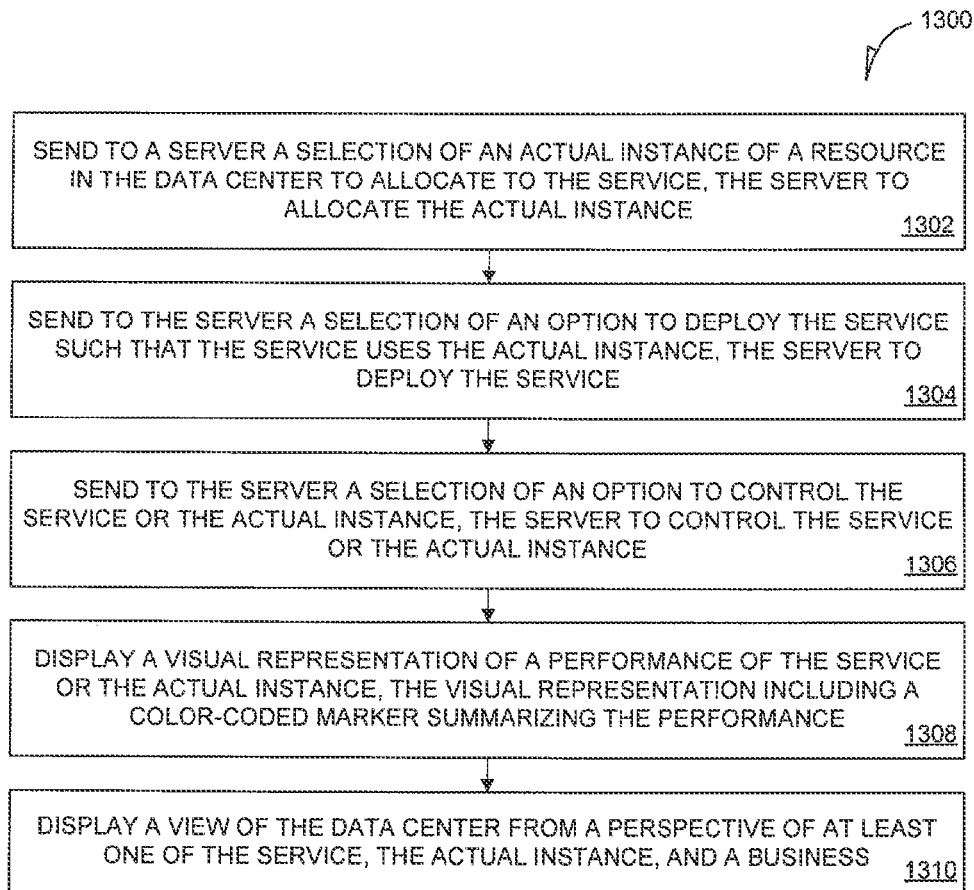 1300
SEND TO A SERVER A SELECTION OF AN ACTUAL INSTANCE OF A RESOURCE
IN THE DATA CENTER TO ALLOCATE TO THE SERVICE, THE SERVER TO
ALLOCATE THE ACTUAL INSTANCE
1302
SEND TO THE SERVER A SELECTION OF AN OPTION TO DEPLOY THE SERVICE
SUCH THAT THE SERVICE USES THE ACTUAL INSTANCE, THE SERVER TO
DEPLOY THE SERVICE
1304
SEND TO THE SERVER A SELECTION OF AN OPTION TO CONTROL THE
SERVICE OR THE ACTUAL INSTANCE, THE SERVER TO CONTROL THE SERVICE
OR THE ACTUAL INSTANCE
1306
DISPLAY A VISUAL REPRESENTATION OF A PERFORMANCE OF THE SERVICE
OR THE ACTUAL INSTANCE, THE VISUAL REPRESENTATION INCLUDING A
COLOR-CODED MARKER SUMMARIZING THE PERFORMANCE
1308
DISPLAY A VIEW OF THE DATA CENTER FROM A PERSPECTIVE OF AT LEAST
ONE OF THE SERVICE, THE ACTUAL INSTANCE, AND A BUSINESS
1310